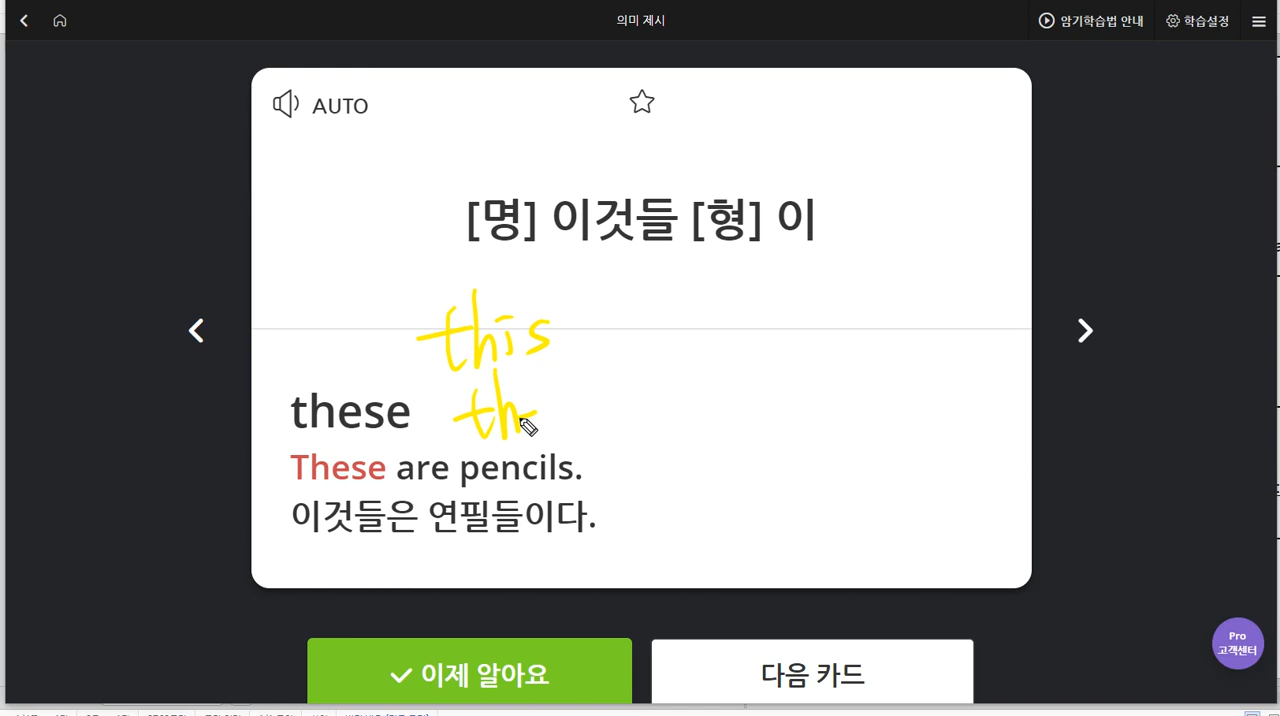 의미 제시
암기학습법 안내
학습설정
AUTO
[명] 이것들 [형] 이
this
these
th
These are pencils.
이것들은 연필들이다.
이제 알아요
다음 카드
Pro
고객센터